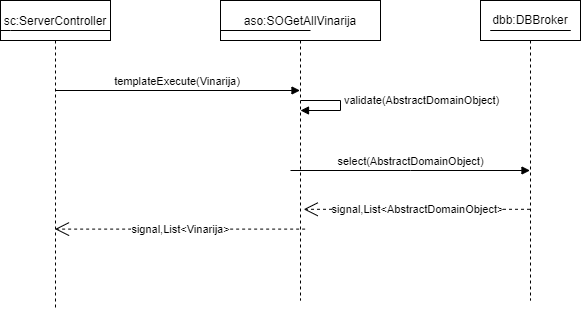 sc:ServerController
aso:SOGetAllVinarija
dbb:DBBroker
templateExecute(Vinarija)
validate(AbstractDomainObject)
select(AbstractDomainObject)
signal,List<AbstractDomainObject>
signal,List<Vinarija>